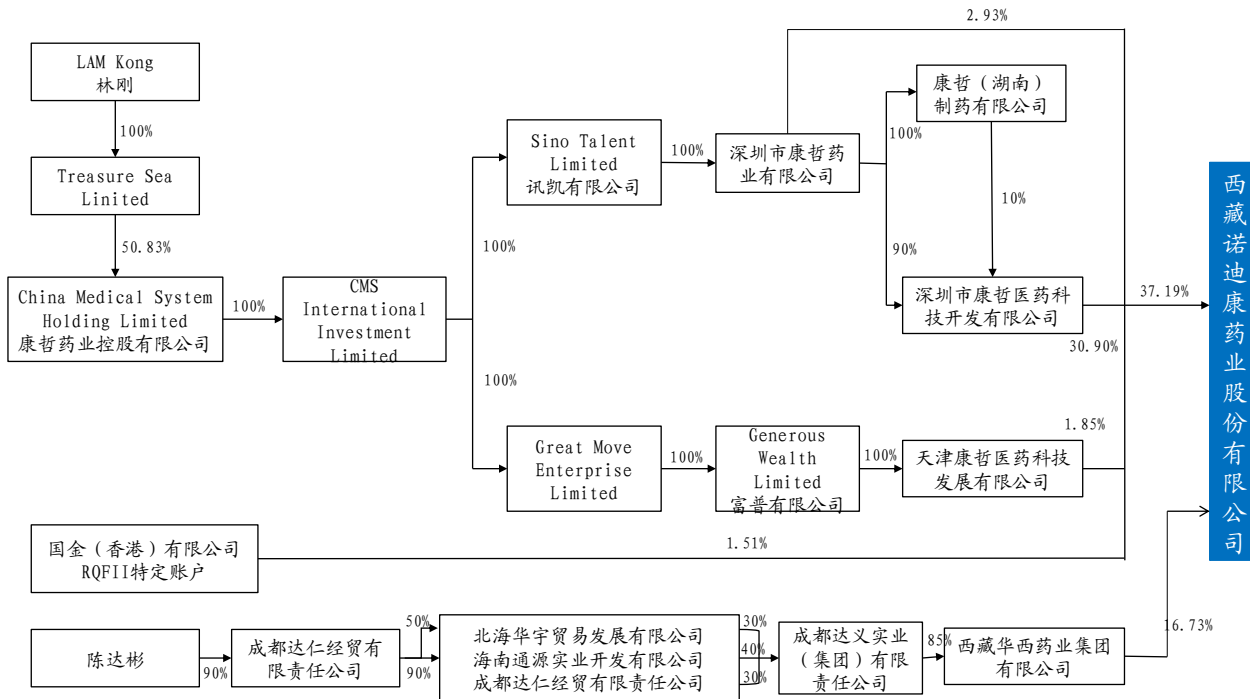 2.93%
LAM Kong
林刚
100%
Treasure Sea
Linited
50.83%
China Medical System
Holding Limited
康哲药业控股有限公司
100%
CMS
International
Investment
Limited
100%
100%
Sino Talent
Limited
讯凯有限公司
100%
深圳市康哲药
业有限公司
100%
90%
康哲（湖南）
制药有限公司
10%
深圳市康哲医药科
技开发有限公司
30.90%
37.19%
Great Move
Enterprise
Limited
100%
Generous
Wealth
Limited
富普有限公司
100%
天津康哲医药科技
发展有限公司
1.85%
国金（香港）有限公司
RQFII特定账户
1.51%
西藏诺迪康药业股份有限公司
陈达彬
90%
成都达仁经贸有
限责任公司
50%
90%
北海华宇贸易发展有限公司
海南通源实业开发有限公司
成都达仁经贸有限责任公司
30%
40%
30%
成都达义实业
（集团）有限
责任公司
85%
西藏华西药业集团
有限公司
16.73%